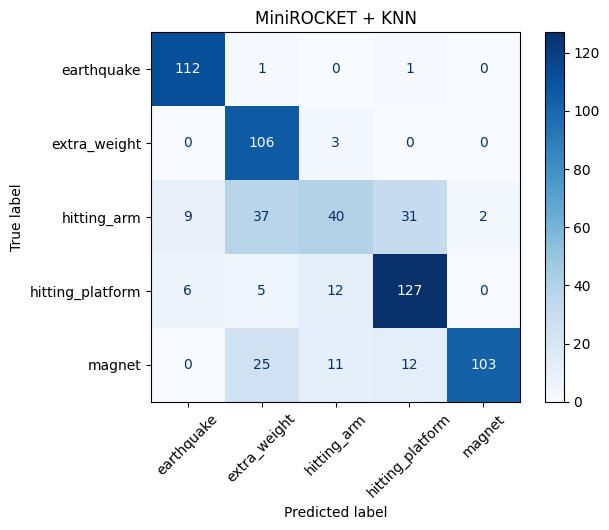 MiniROCKET + KNN
True label
earthquake 112 1 0 1 0
extra_weight 0 106 3 0 0
hitting_arm 9 37 40 31 2
hitting_platform 6 5 12 127 0
magnet 0 25 11 12 103
earthquake extra_weight hitting_arm hitting_platform magnet
Predicted label
120
100
80
60
40
20
0